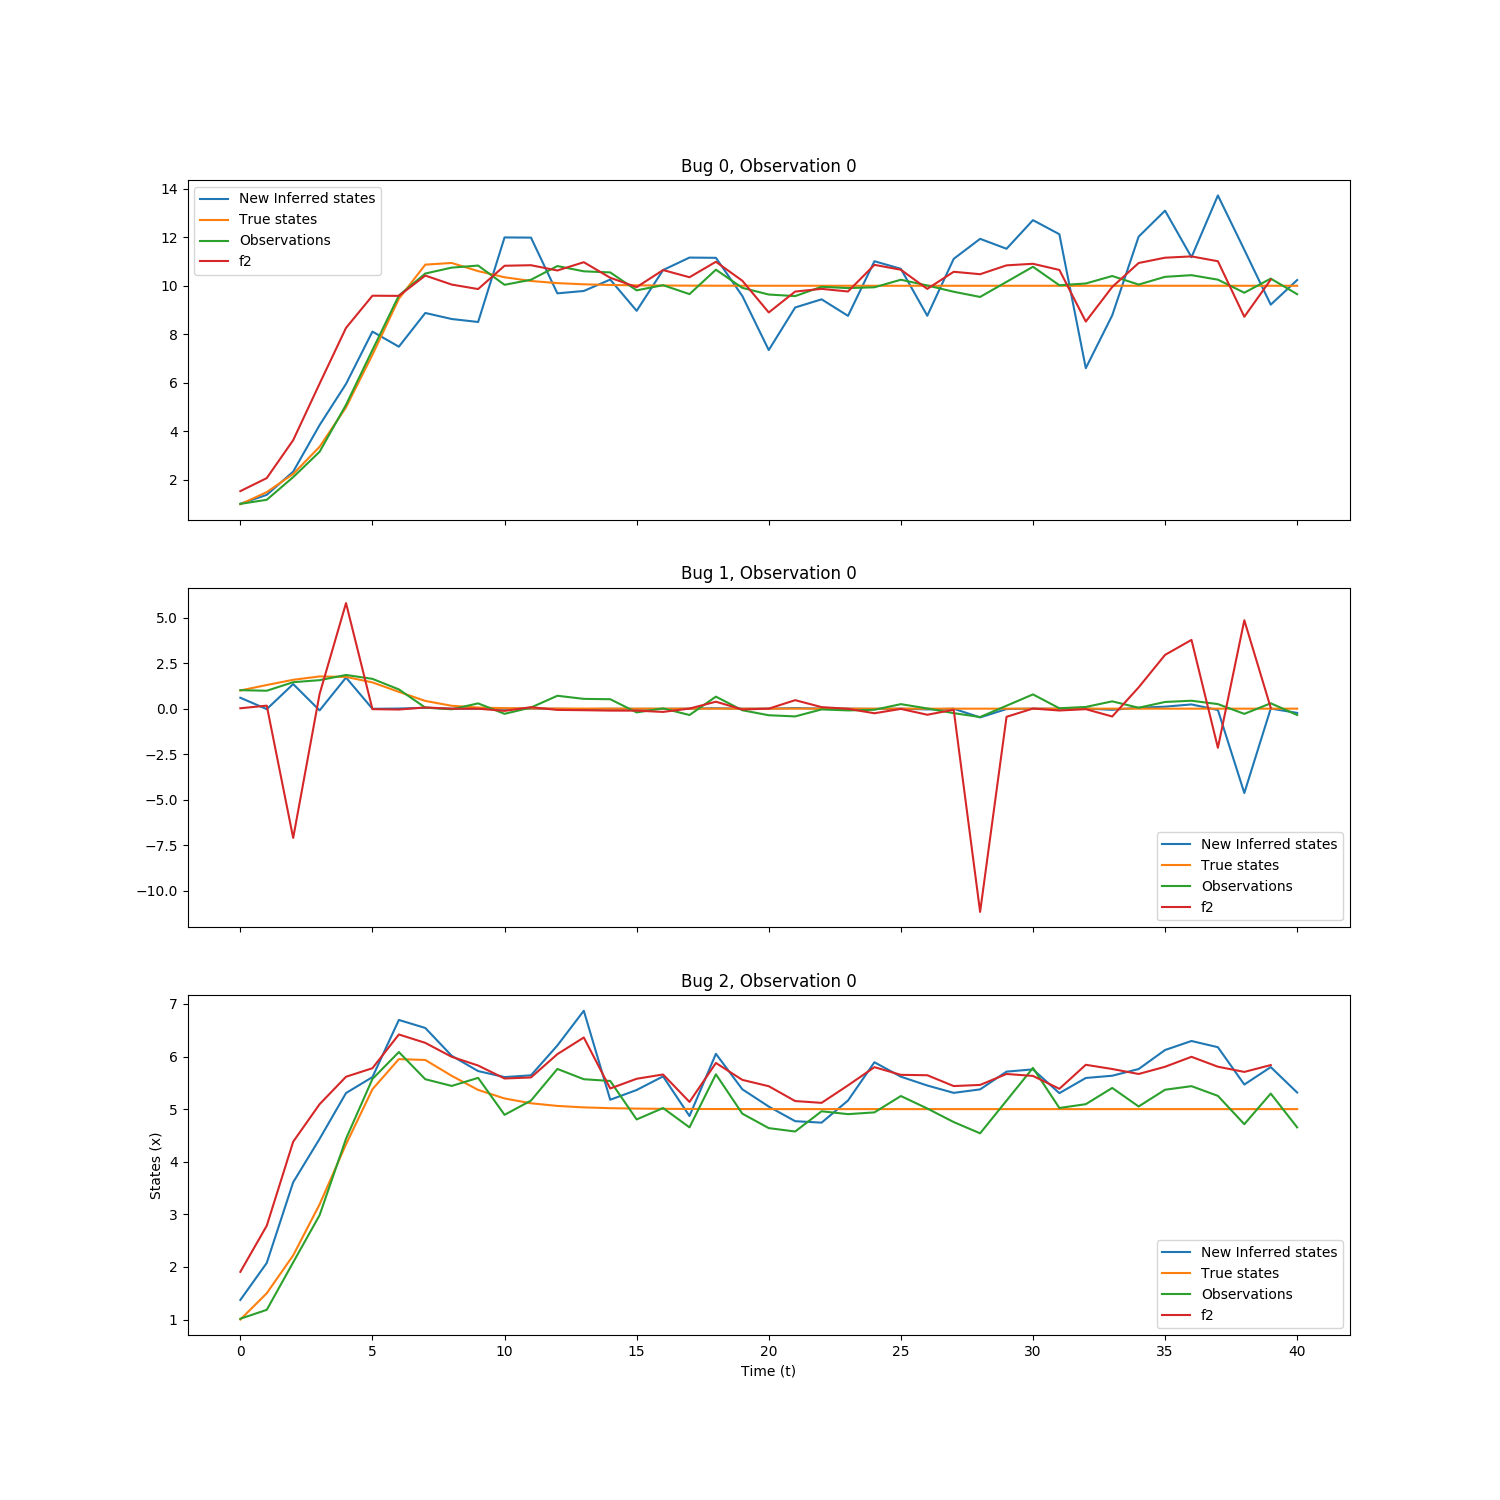 Bug 0, Observation 0
14
12
10
8
6
4
2
New Inferred states
True states
Observations
f2
Bug 1, Observation 0
5.0
2.5
0.0
−2.5
−5.0
−7.5
−10.0
New Inferred states
True states
Observations
f2
Bug 2, Observation 0
7
6
5
4
3
2
1
States (x)
New Inferred states
True states
Observations
f2
0 5 10 15 20 25 30 35 40
Time (t)